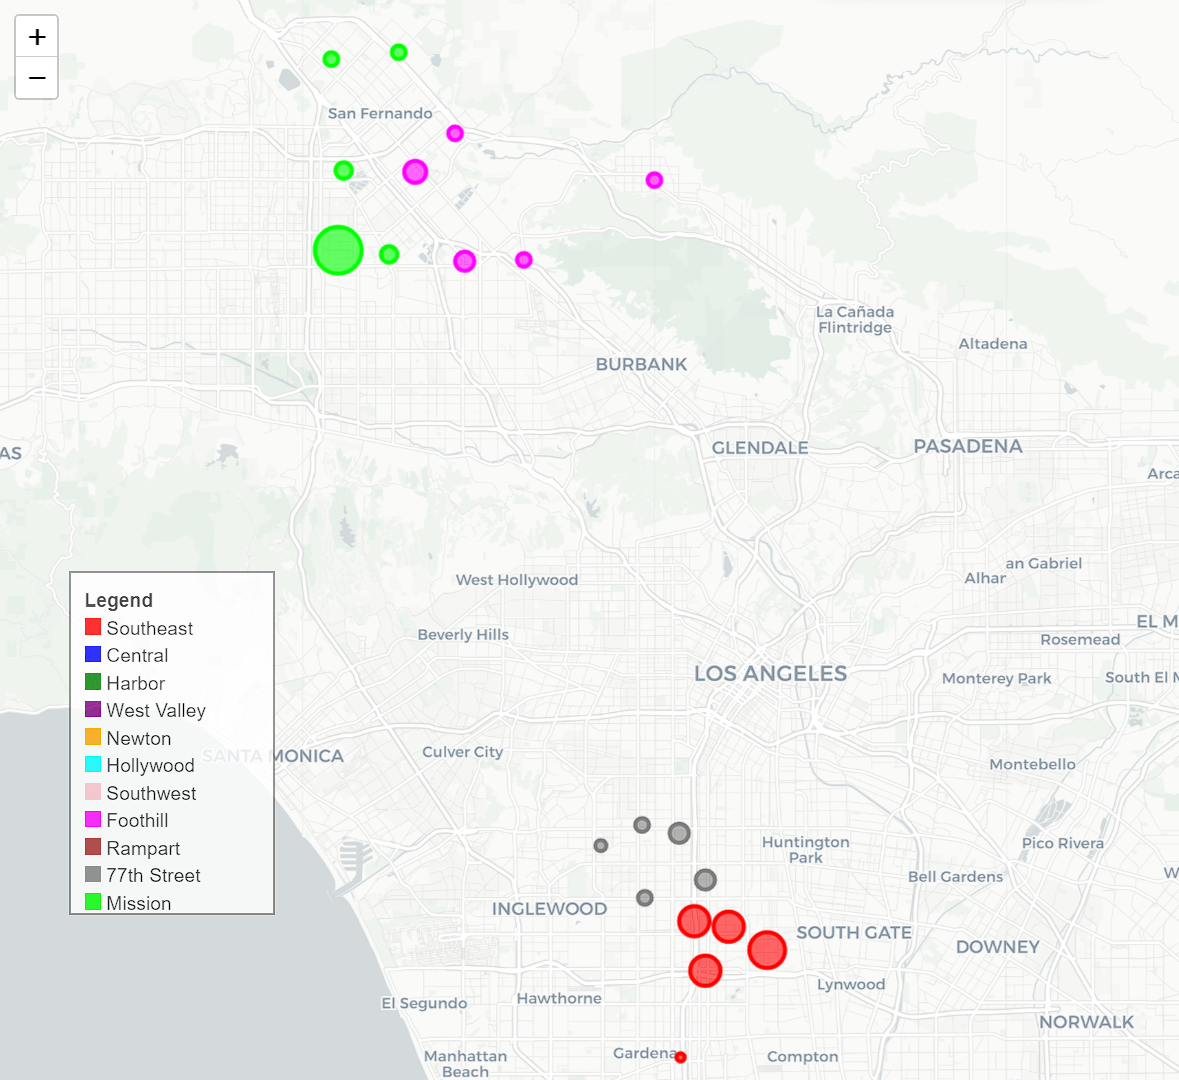 +
−
San Fernando
La Cañada
Flintridge
Altadena
BURBANK
GLENDALE
PASADENA
AS
Arca
an Gabriel
West Hollywood
Alhar
Legend
Southeast
Central
Harbor
West Valley
Newton
Hollywood
Southwest
Foothill
Rampart
77th Street
Mission
EL M
Beverly Hills
Rosemead
LOS ANGELES
Monterey Park
South El M
SANTA MONICA
Culver City
Montebello
Huntington
Park
Pico Rivera
Bell Gardens
W
INGLEWOOD
SOUTH GATE
DOWNEY
Lynwood
El Segundo
Hawthorne
NORWALK
Gardena
Compton
Manhattan
Beach